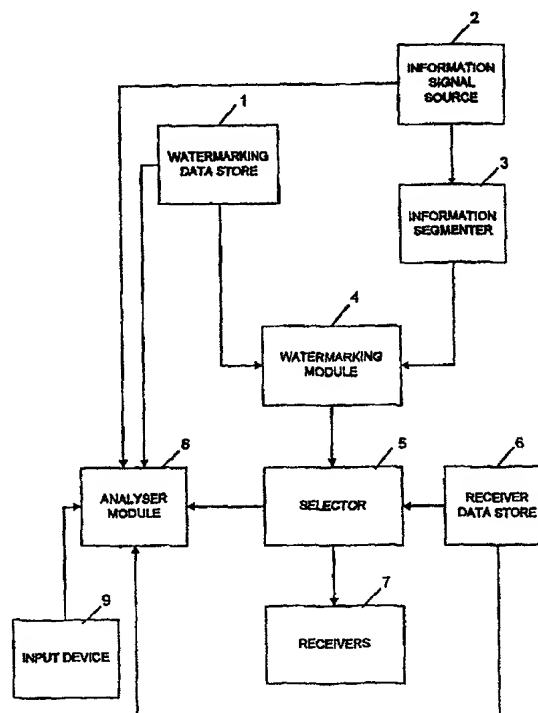 2
INFORMATION
SIGNAL
SOURCE
1
WATERMARKING
DATA STORE
3
INFORMATION
SEGMENTER
4
WATERMARKING
MODULE
8
ANALYSER
MODULE
5
SELECTOR
6
RECEIVER
DATA STORE
9
INPUT DEVICE
7
RECEIVERS